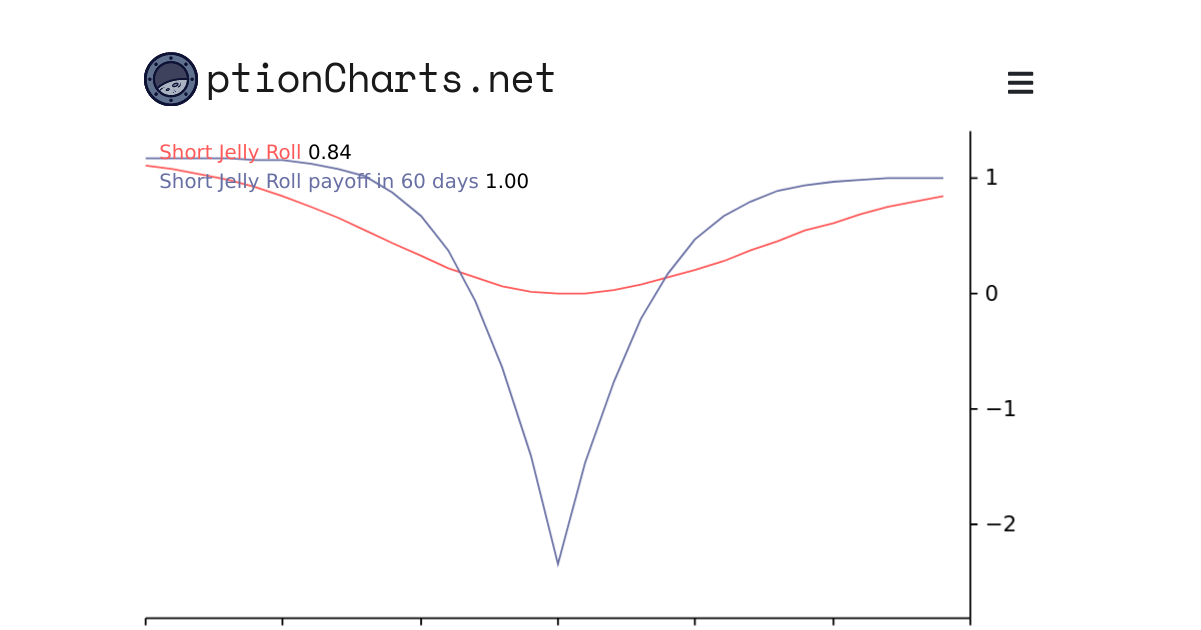 ptionCharts.net
Short Jelly Roll 0.84
Short Jelly Roll payoff in 60 days 1.00
1
0
−1
−2